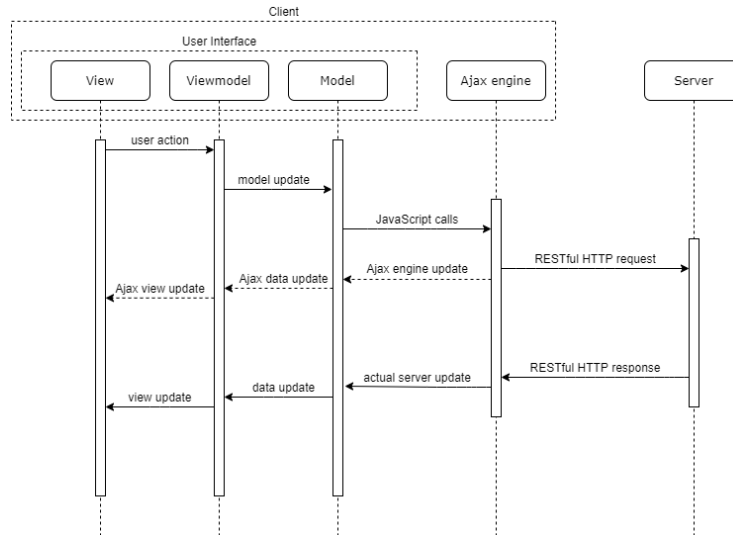 Client
User Interface
View
Viewmodel
Model
Ajax engine
Server
user action
model update
JavaScript calls
RESTful HTTP request
Ajax engine update
Ajax data update
Ajax view update
RESTful HTTP response
actual server update
data update
view update